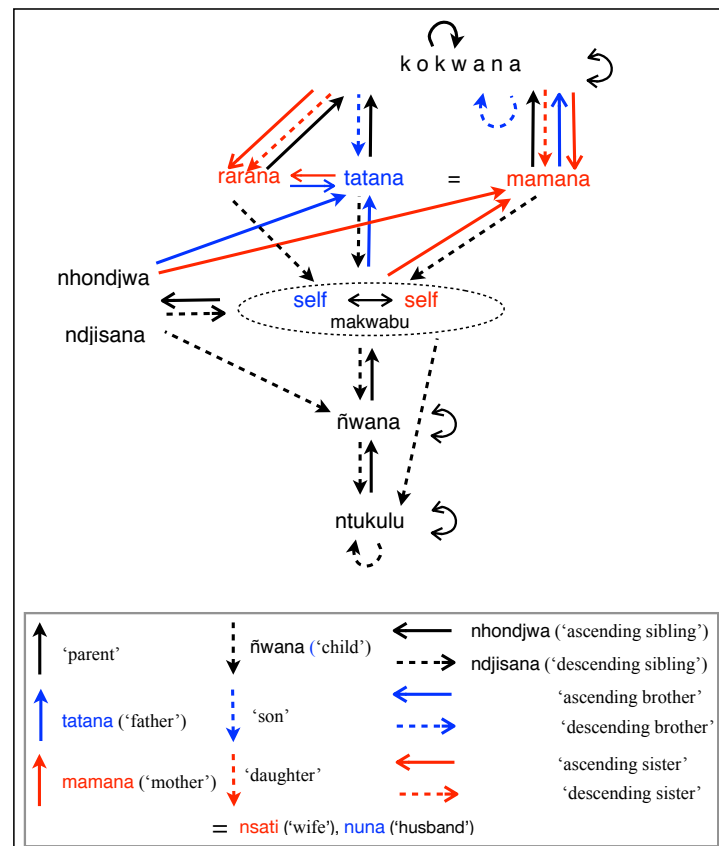 k o k w a n a
rarana tatana = mamana
nhondjwa
self self
makwabu
ndjisana
ñwana
ntukulu
‘parent’ ñwana (‘child’) nhondjwa (‘ascending sibling’)
ndjisana (‘descending sibling’)
tatana (‘father’) ‘son’ ‘ascending brother’
‘descending brother’
mamana (‘mother’) ‘daughter’ ‘ascending sister’
‘descending sister’
= nsati (‘wife’), nuna (‘husband’)